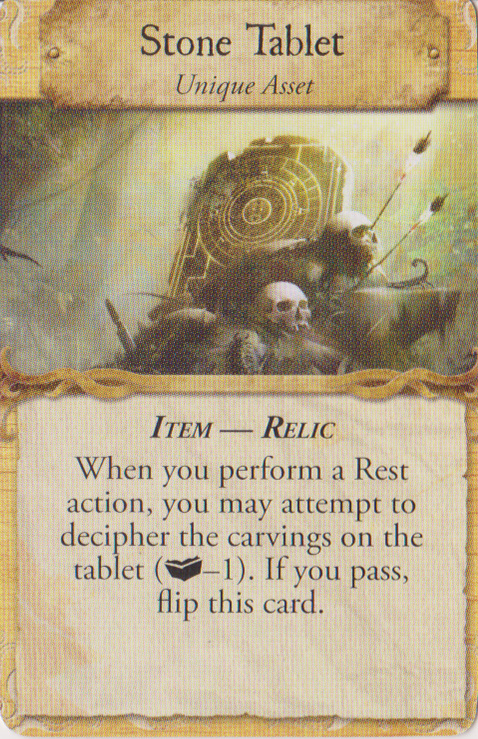 Stone Tablet
Unique Asset
Item — Relic
When you perform a Rest
action, you may attempt to
decipher the carvings on the
tablet (–1). If you pass,
flip this card.